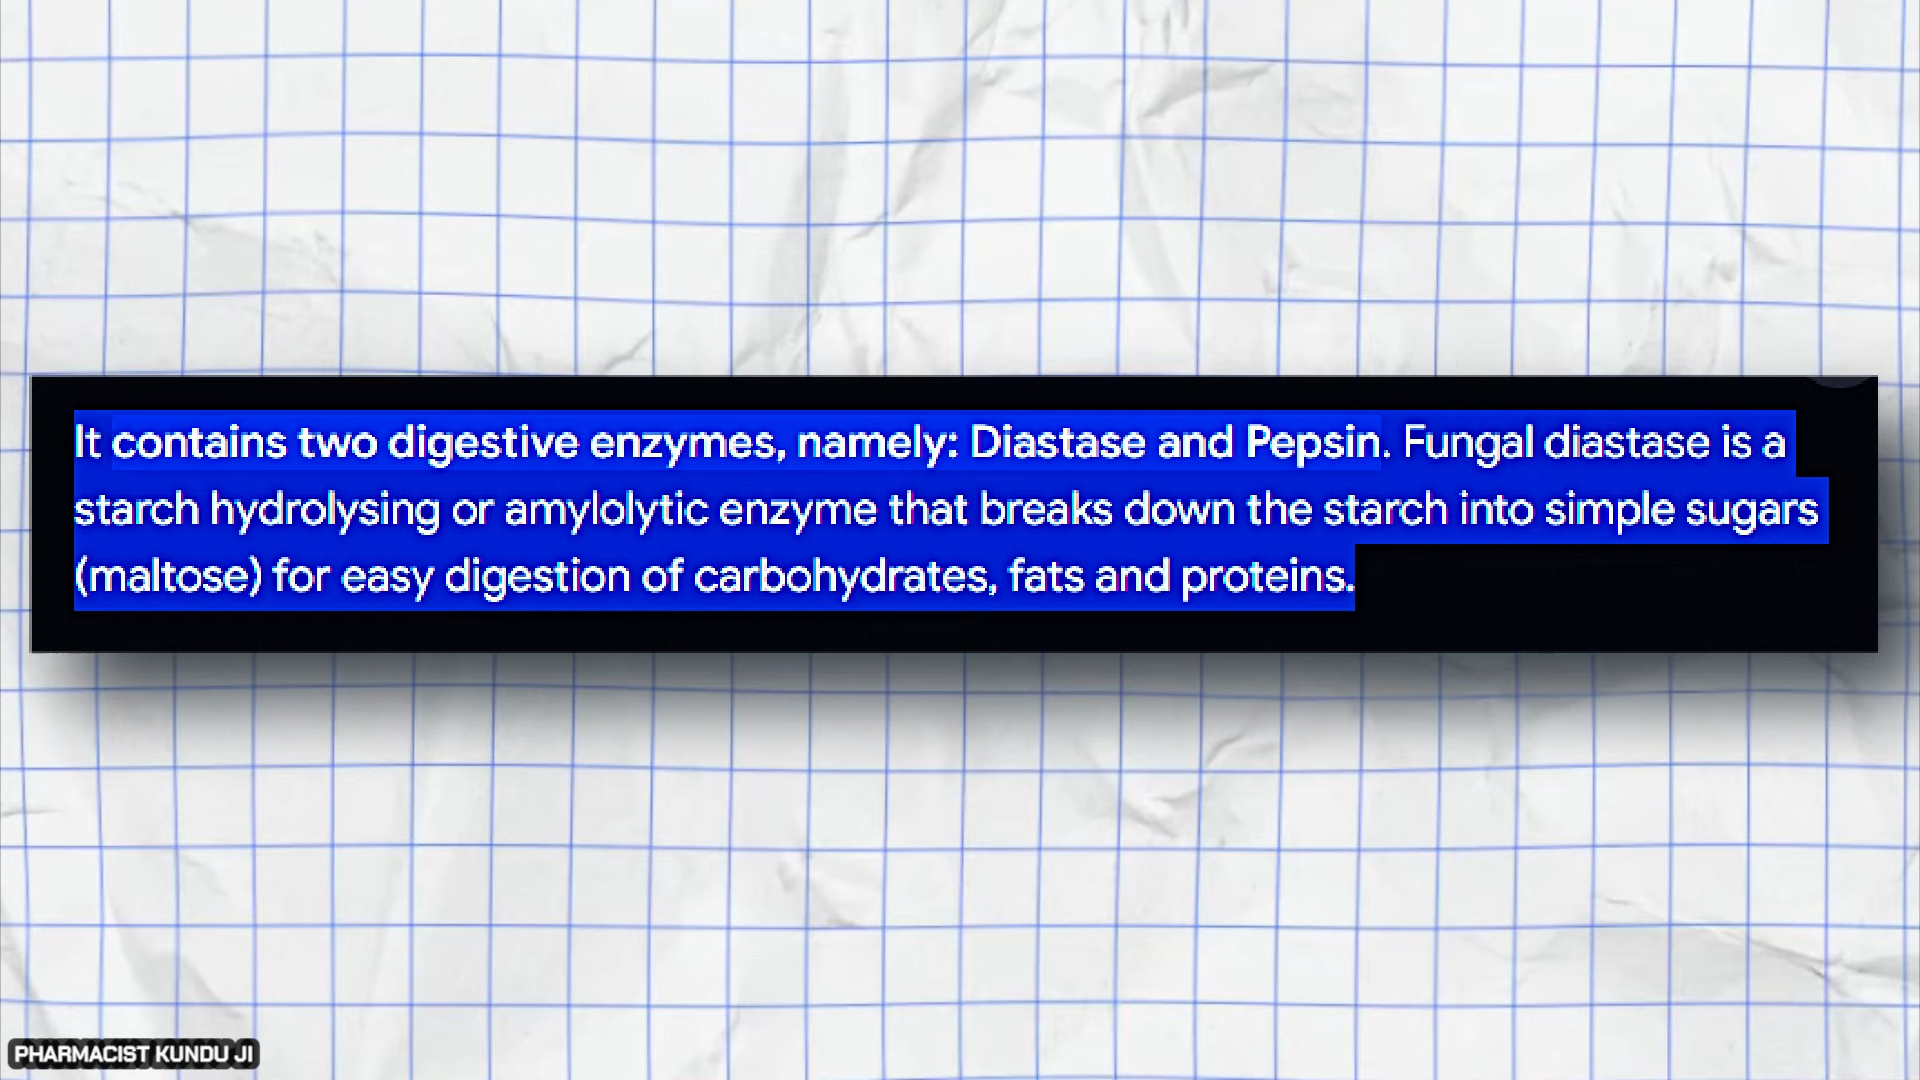 It contains two digestive enzymes, namely: Diastase and Pepsin. Fungal diastase is a
starch hydrolysing or amylolytic enzyme that breaks down the starch into simple sugars
(maltose) for easy digestion of carbohydrates, fats and proteins.
PHARMACIST KUNDU JI